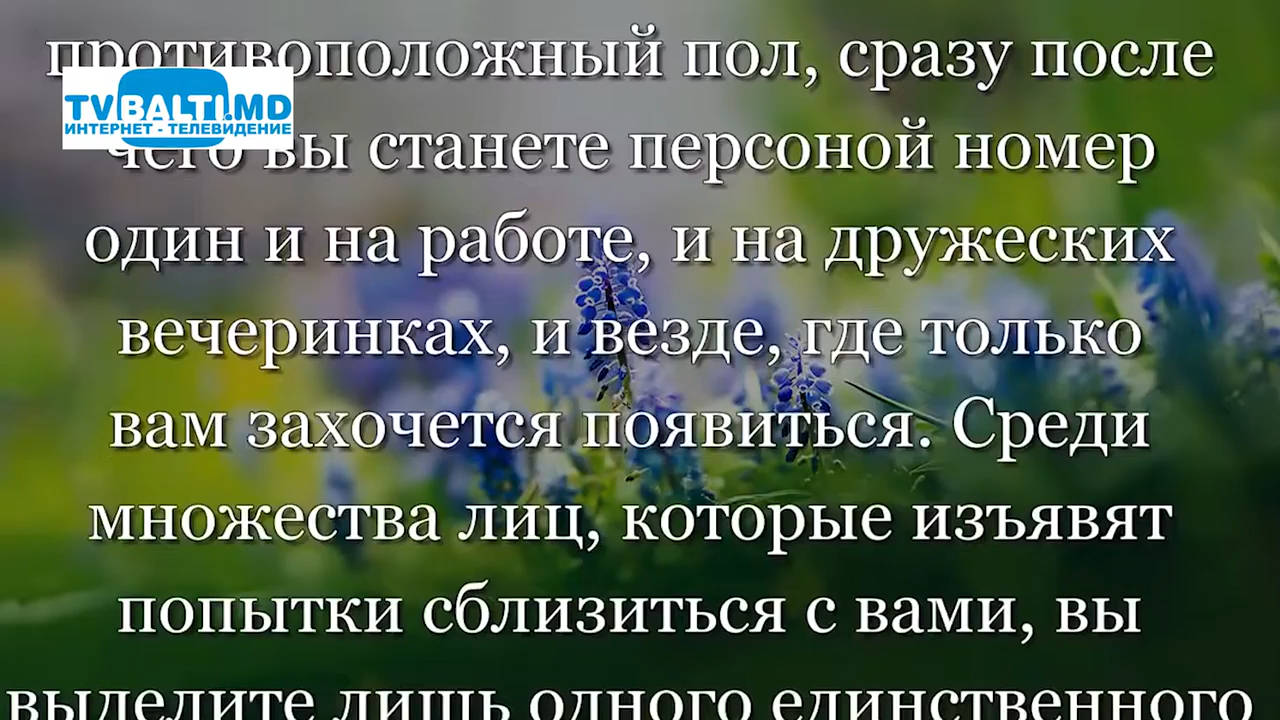 противоположный пол, сразу после
TVBALTI.MD
ИНТЕРНЕТ - ТЕЛЕВИДЕНИЕ
чего вы станете персоной номер
один и на работе, и на дружеских
вечеринках, и везде, где только
вам захочется появиться. Среди
множества лиц, которые изъявят
попытки сблизиться с вами, вы
выделите лишь одного единственного